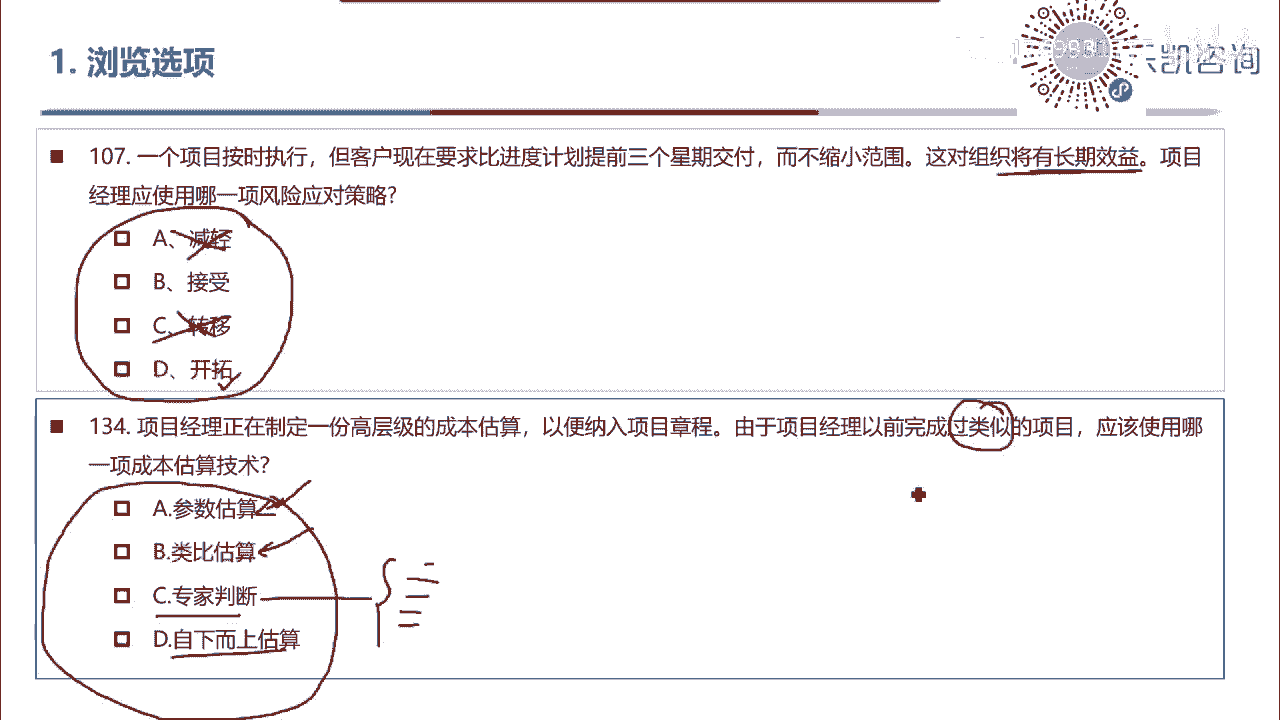 1. 浏览选项
凯咨询
107. 一个项目按时执行，但客户现在要求比进度计划提前三个星期交付，而不缩小范围。这对组织将有长期效益。项目
经理应使用哪一项风险应对策略？
A、减轻
B、接受
C、转移
D、开拓
134. 项目经理正在制定一份高层级的成本估算，以便纳入项目章程。由于项目经理以前完成过类似的项目，应该使用哪
一项成本估算技术？
A.参数估算
B.类比估算
C.专家判断
D.自下而上估算